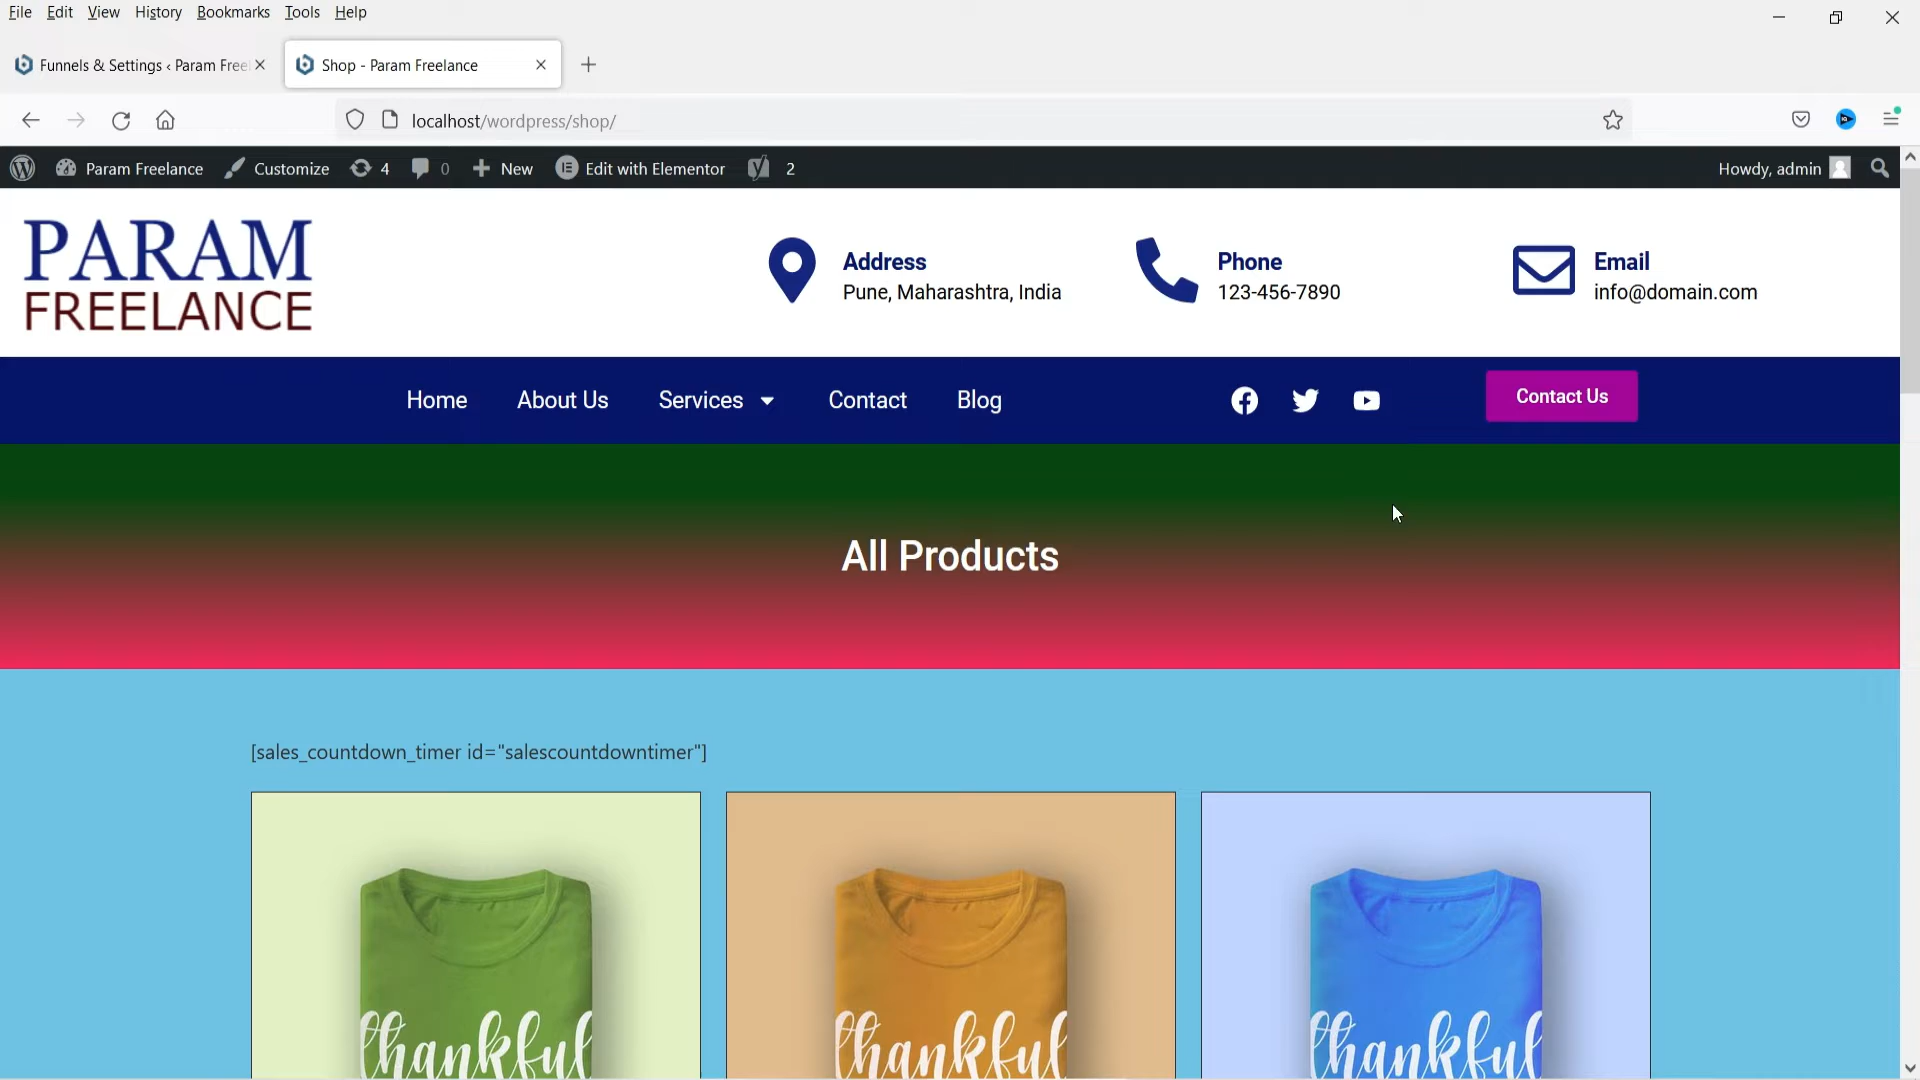 File Edit View History Bookmarks Tools Help
Funnels & Settings ‹ Param Free
Shop - Param Freelance
localhost/wordpress/shop/
Param Freelance Customize 4 0 New Edit with Elementor 2 Howdy, admin
PARAM
FREELANCE
Address
Pune, Maharashtra, India
Phone
123-456-7890
Email
info@domain.com
Home About Us Services Contact Blog Contact Us
All Products
[sales_countdown_timer id="salescountdowntimer"]
thankful thankful thankful